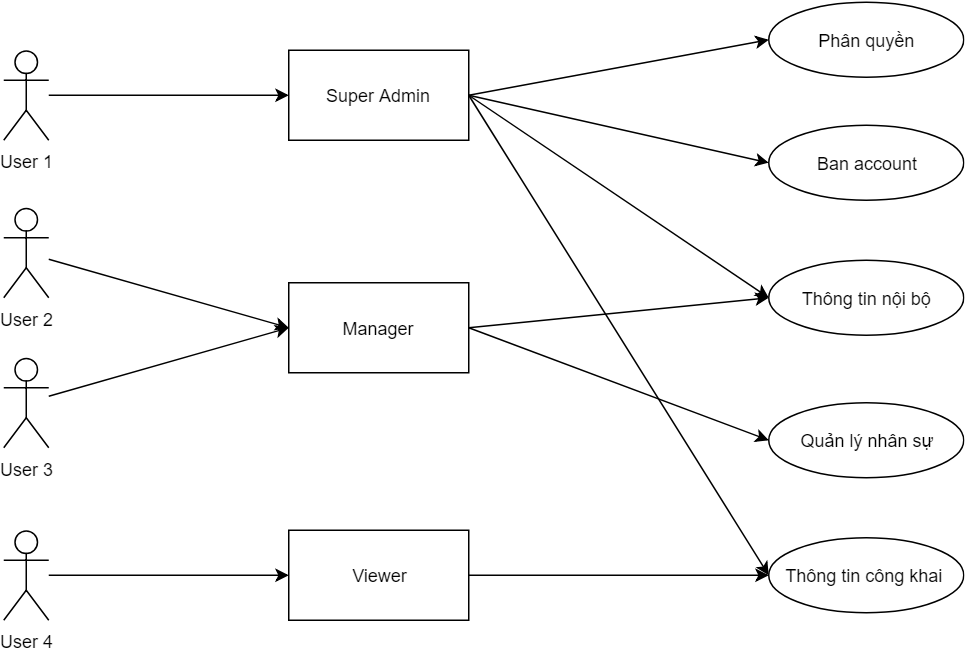 Phân quyền
Super Admin
User 1
Ban account
Thông tin nội bộ
User 2
Manager
Quản lý nhân sự
User 3
Viewer
Thông tin công khai
User 4